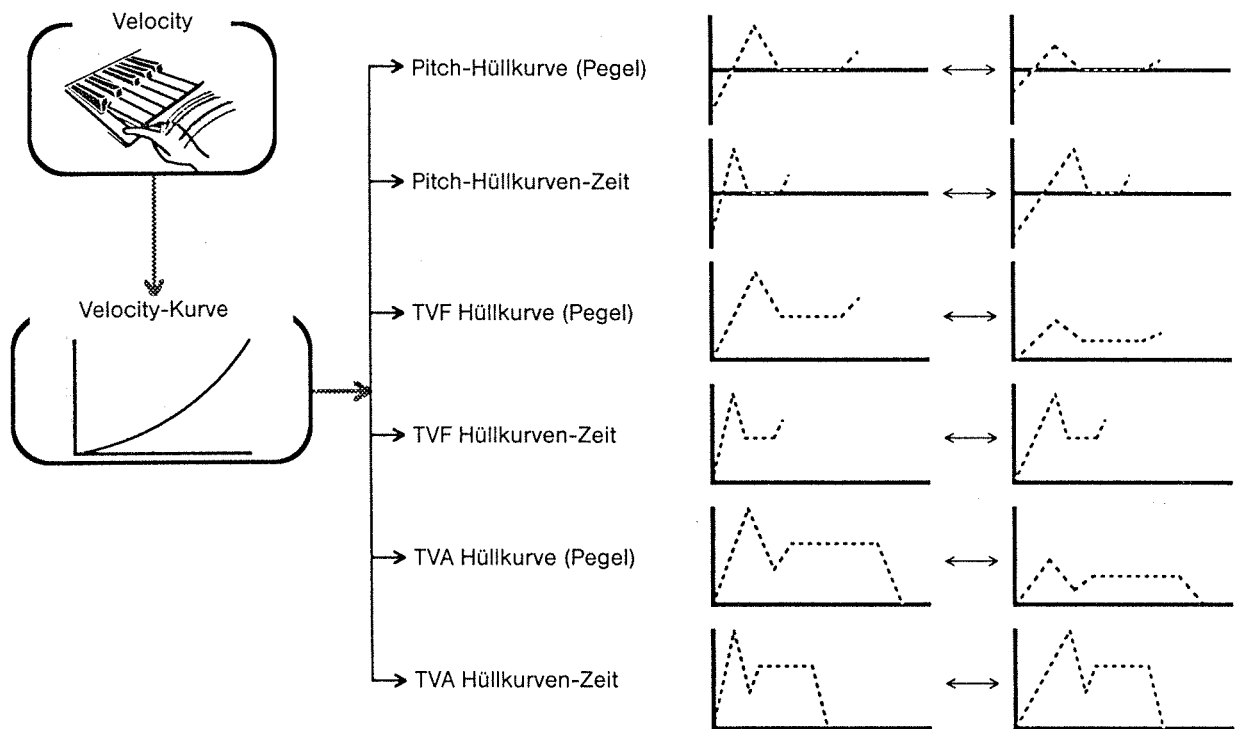 Velocity
Pitch-Hüllkurve (Pegel)
Pitch-Hüllkurven-Zeit
Velocity-Kurve
TVF Hüllkurve (Pegel)
TVF Hüllkurven-Zeit
TVA Hüllkurve (Pegel)
TVA Hüllkurven-Zeit